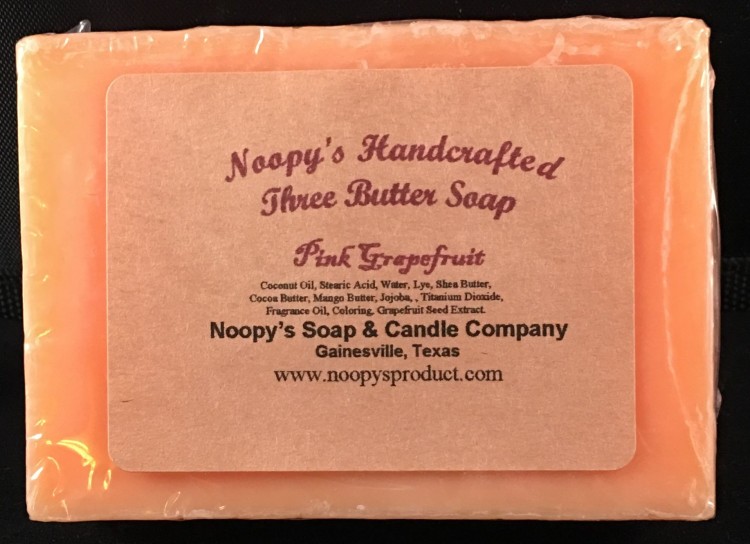 Noopy's Handcrafted
Three Butter Soap
Pink Grapefruit
Coconut Oil, Stearic Acid, Water, Lye, Shea Butter,
Cocoa Butter, Mango Butter, Jojoba, , Titanium Dioxide,
Fragrance Oil, Coloring, Grapefruit Seed Extract.
Noopy's Soap & Candle Company
Gainesville, Texas
www.noopysproduct.com